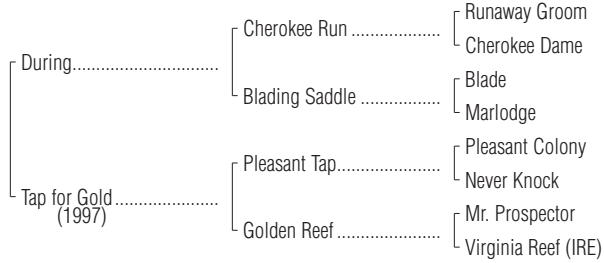 Runaway Groom
Cherokee Run
Cherokee Dame
During
Blade
Blading Saddle
Marlodge
Pleasant Colony
Pleasant Tap
Never Knock
Tap for Gold
(1997)
Mr. Prospector
Golden Reef
Virginia Reef (IRE)